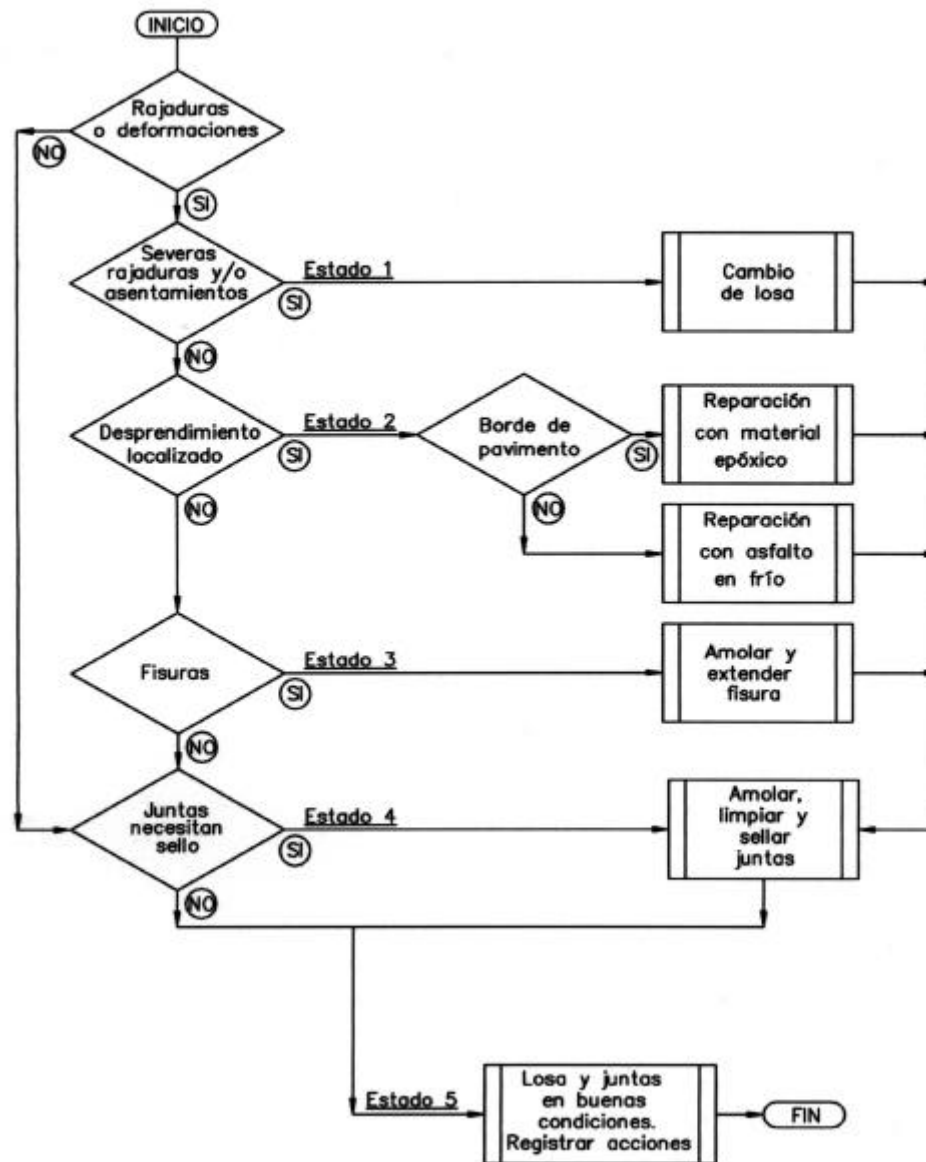 INICIO
Rajaduras
o deformaciones
NO
SI
Severas
rajaduras y/o
asentamientos
Estado 1
SI
Cambio
de losa
NO
Desprendimiento
localizado
Estado 2
SI
Borde de
pavimento
SI
Reparación
con material
epóxico
NO
NO
Reparación
con asfalto
en frío
Fisuras
Estado 3
SI
Amolar y
extender
fisura
NO
Juntas
necesitan
sello
Estado 4
SI
Amolar,
limpiar y
sellar
juntas
NO
Estado 5
Losa y juntas
en buenas
condiciones.
Registrar acciones
FIN